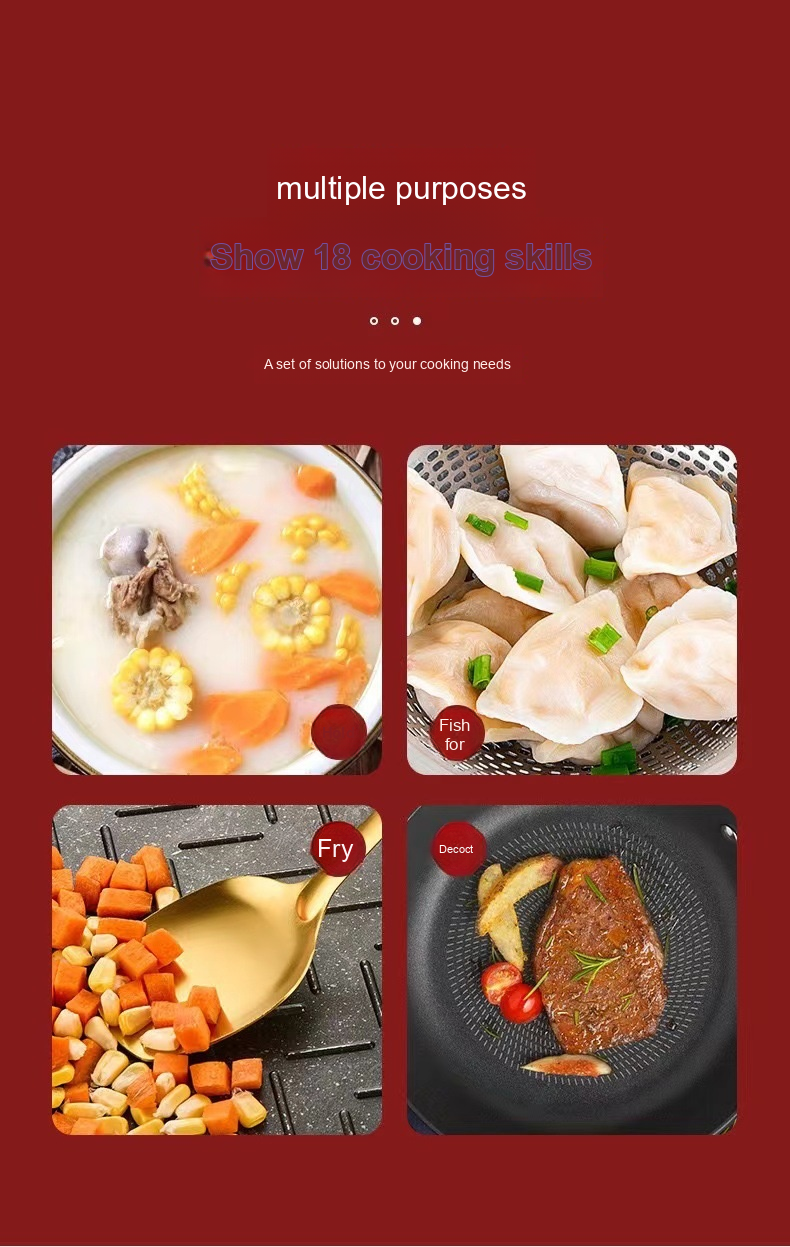 multiple purposes
Show 18 cooking skills
A set of solutions to your cooking needs
Fish
for
Fry
Decoct